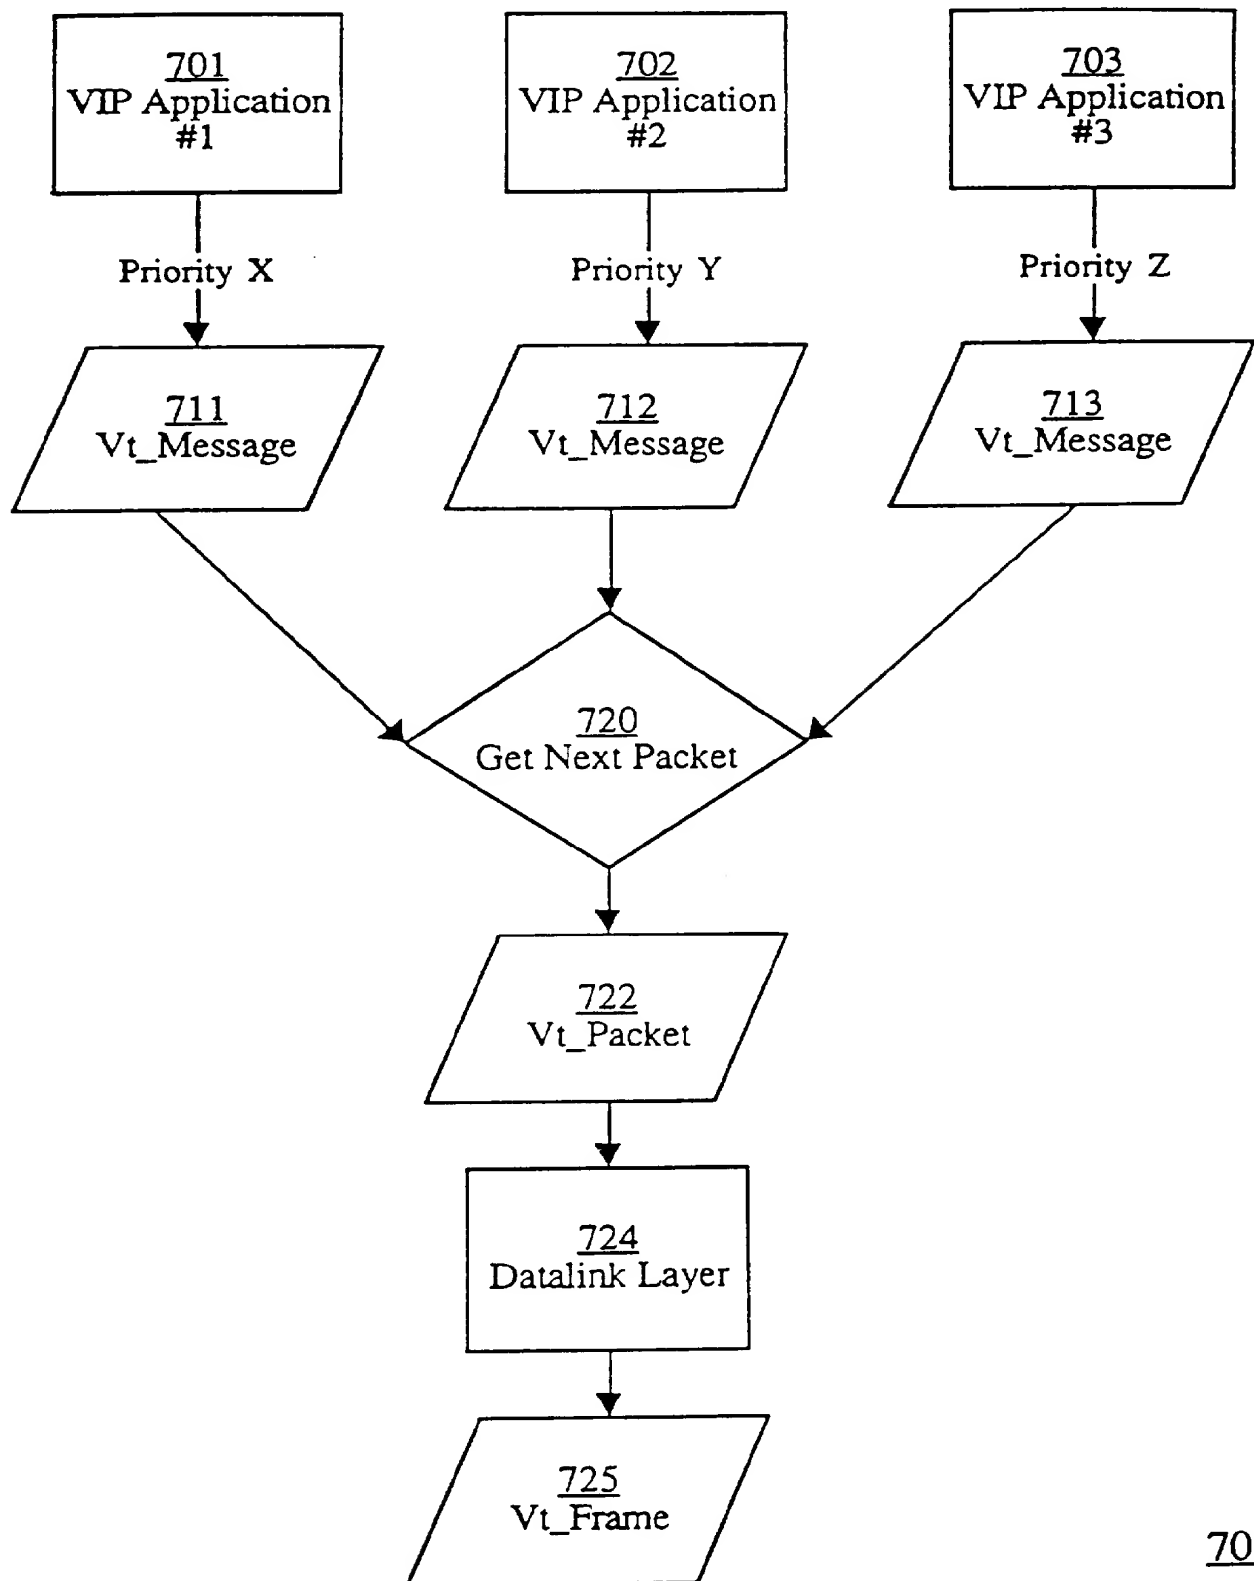 701
VIP Application
#1
702
VIP Application
#2
703
VIP Application
#3
Priority X
Priority Y
Priority Z
711
Vt_Message
712
Vt_Message
713
Vt_Message
720
Get Next Packet
722
Vt_Packet
724
Datalink Layer
725
Vt_Frame
70